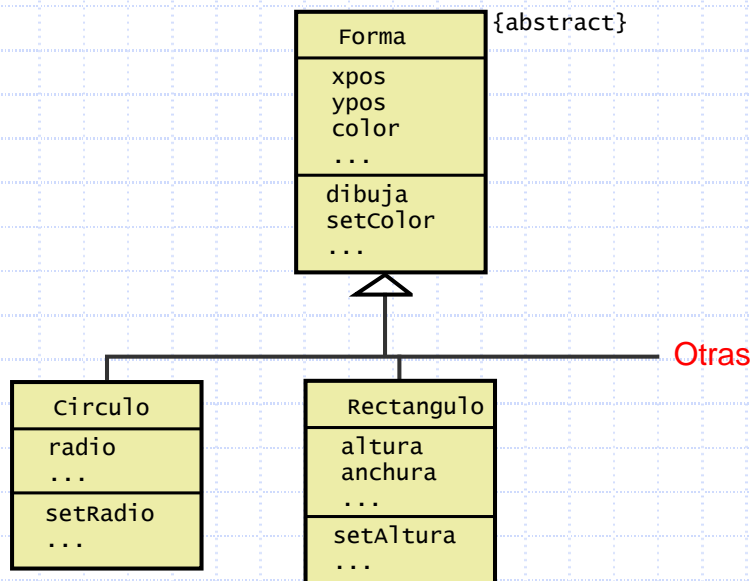 Forma
{abstract}
xpos
ypos
color
...
dibuja
setColor
...
Otras
Circulo
radio
...
setRadio
...
Rectangulo
altura
anchura
...
setAltura
...